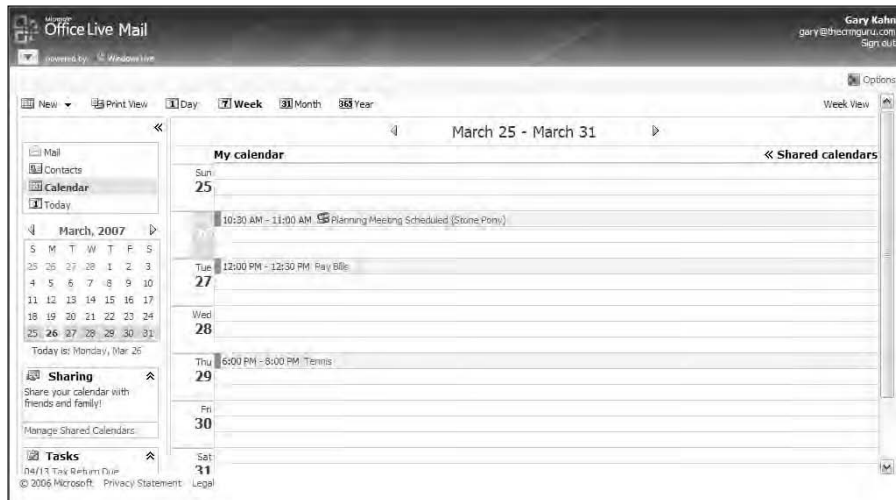 Microsoft
Office Live Mail
powered by Windows Live
Gary Kahn
gary@thecrmguru.com
Sign out
Options
New Print View 1 Day 7 Week 31 Month 365 Year Week View
«
March 25 - March 31
Mail
Contacts
Calendar
1 Today
My calendar
« Shared calendars
March, 2007
S M T W T F S
25 26 27 28 1 2 3
4 5 6 7 8 9 10
11 12 13 14 15 16 17
18 19 20 21 22 23 24
25 26 27 28 29 30 31
Today is: Monday, Mar 26
Sharing
Share your calendar with
friends and family!
Manage Shared Calendars
Tasks
04/13 Tax Return Due
Sun
25
10:30 AM - 11:00 AM Planning Meeting Scheduled (Stone Pony)
Tue
27
12:00 PM - 12:30 PM Pay Bills
Wed
28
Thu
29
6:00 PM - 8:00 PM Tennis
Fri
30
Sat
31
© 2006 Microsoft Privacy Statement Legal